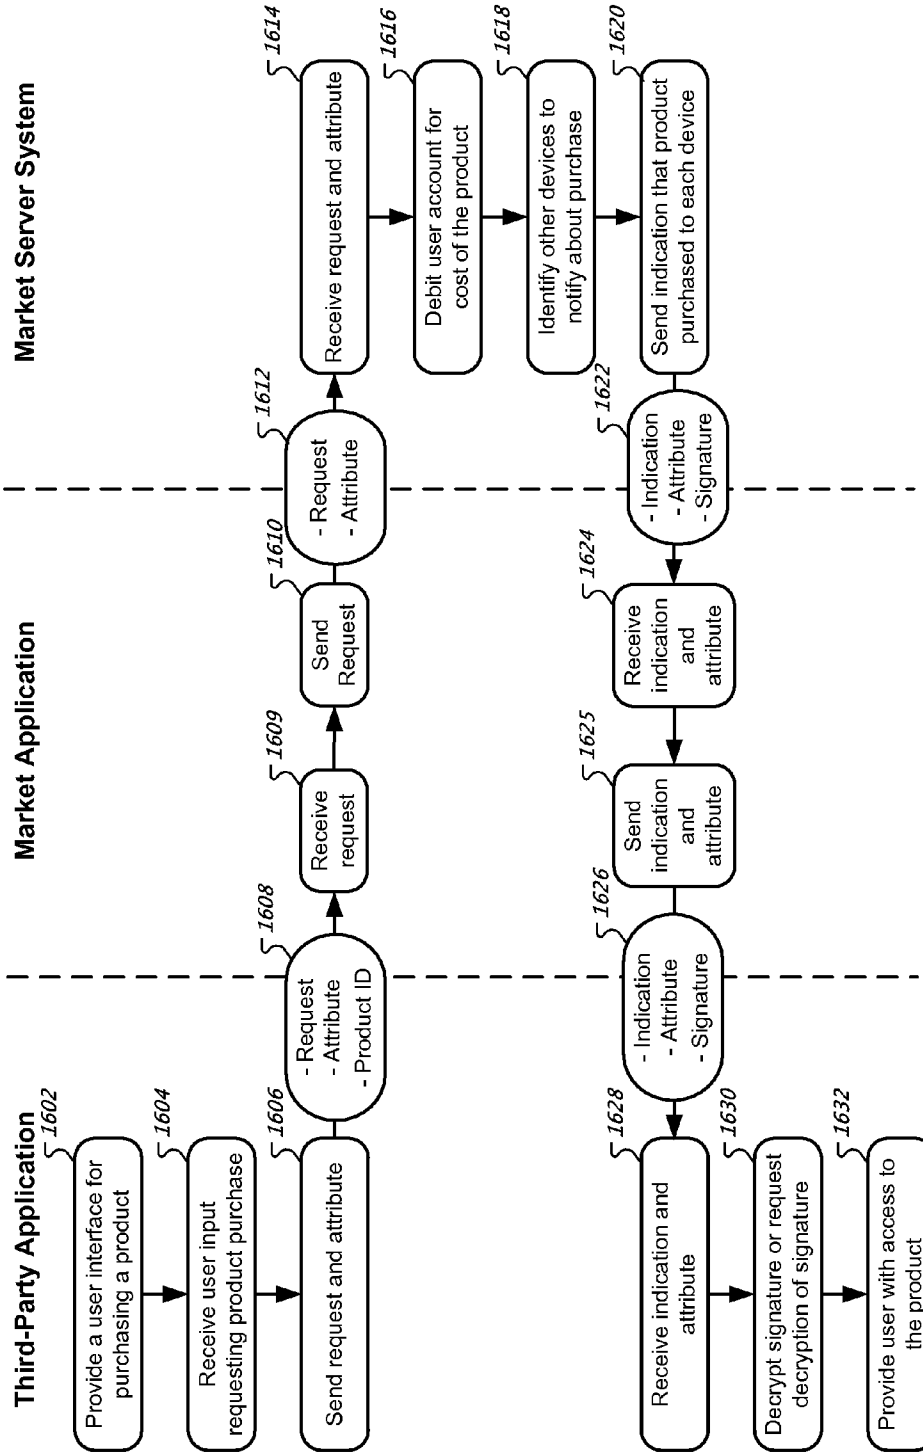 Third-Party Application
Market Application
Market Server System
1602
Provide a user interface for
purchasing a product
1604
Receive user input
requesting product purchase
1606
Send request and attribute
1608
- Request
- Attribute
- Product ID
1609
Receive
request
1610
Send
Request
1612
- Request
- Attribute
1614
Receive request and attribute
1616
Debit user account for
cost of the product
1618
Identify other devices to
notify about purchase
1620
Send indication that product
purchased to each device
1622
- Indication
- Attribute
- Signature
1624
Receive
indication
and
attribute
1625
Send
indication
and
attribute
1626
- Indication
- Attribute
- Signature
1628
Receive indication and
attribute
1630
Decrypt signature or request
decryption of signature
1632
Provide user with access to
the product